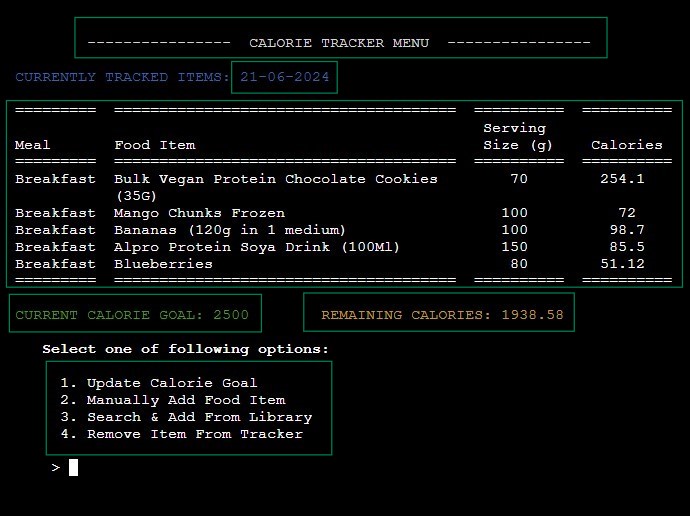 ---------------- CALORIE TRACKER MENU ----------------
CURRENTLY TRACKED ITEMS: 21-06-2024
========= ====================================== ========== ==========
Serving
Meal Food Item Size (g) Calories
========= ====================================== ========== ==========
Breakfast Bulk Vegan Protein Chocolate Cookies 70 254.1
(35G)
Breakfast Mango Chunks Frozen 100 72
Breakfast Bananas (120g in 1 medium) 100 98.7
Breakfast Alpro Protein Soya Drink (100Ml) 150 85.5
Breakfast Blueberries 80 51.12
========= ====================================== ========== ==========
CURRENT CALORIE GOAL: 2500 REMAINING CALORIES: 1938.58
Select one of following options:
1. Update Calorie Goal
2. Manually Add Food Item
3. Search & Add From Library
4. Remove Item From Tracker
>